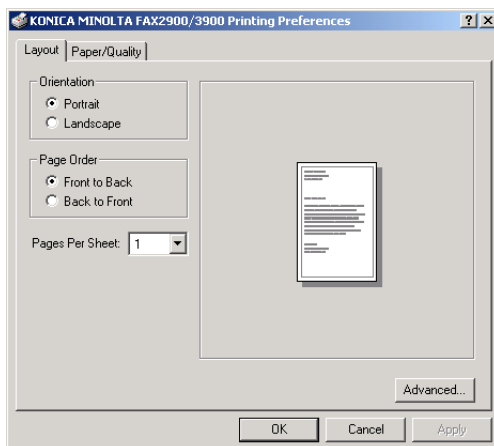 KONICA MINOLTA FAX2900/3900 Printing Preferences
Layout
Paper/Quality
Orientation
Portrait
Landscape
Page Order
Front to Back
Back to Front
Pages Per Sheet: 1
Advanced...
OK
Cancel
Apply